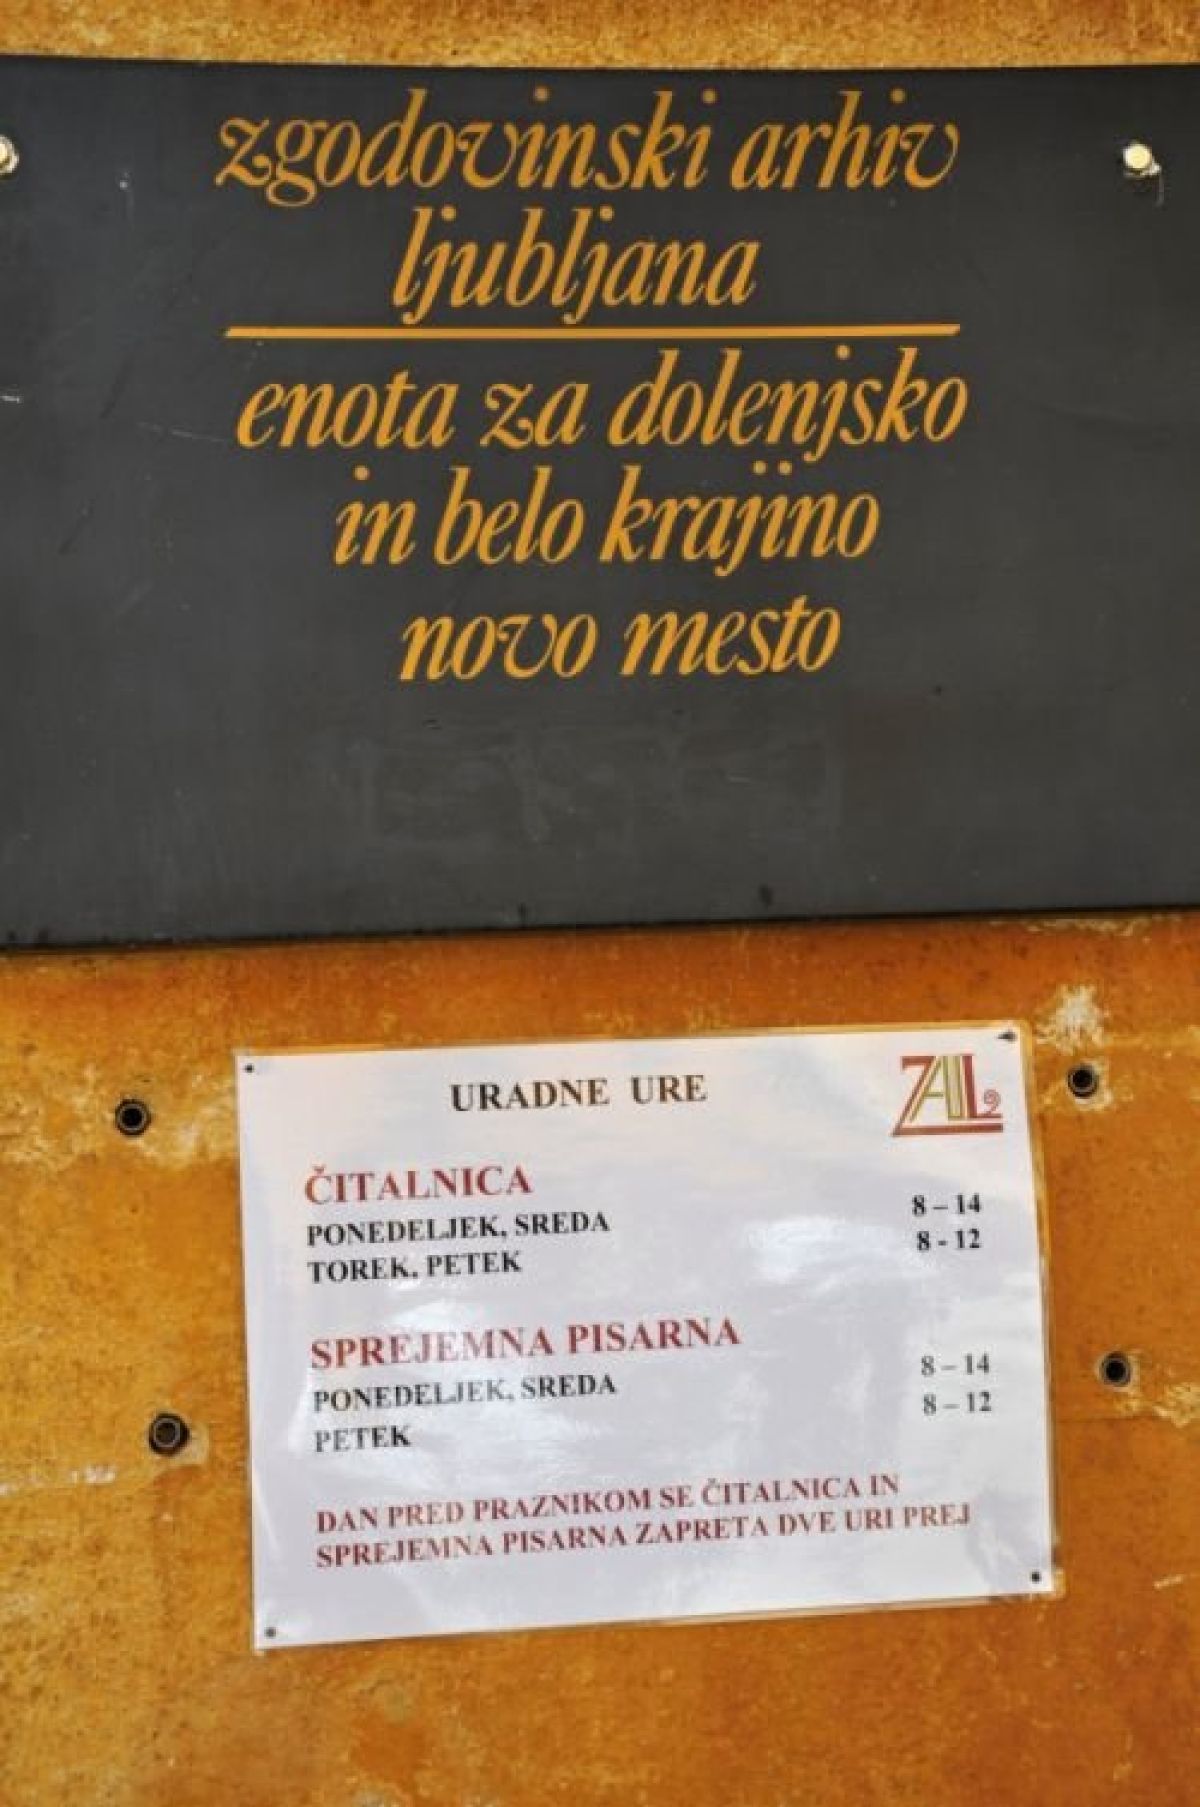 zgodovinski arhiv
ljubljana
enota za dolenjsko
in belo krajino
novo mesto
URADNE URE
ZAL
ČITALNICA
PONEDELJEK, SREDA 8 – 14
TOREK, PETEK 8 - 12
SPREJEMNA PISARNA
PONEDELJEK, SREDA 8 – 14
PETEK 8 – 12
DAN PRED PRAZNIKOM SE ČITALNICA IN
SPREJEMNA PISARNA ZAPRETA DVE URI PREJ